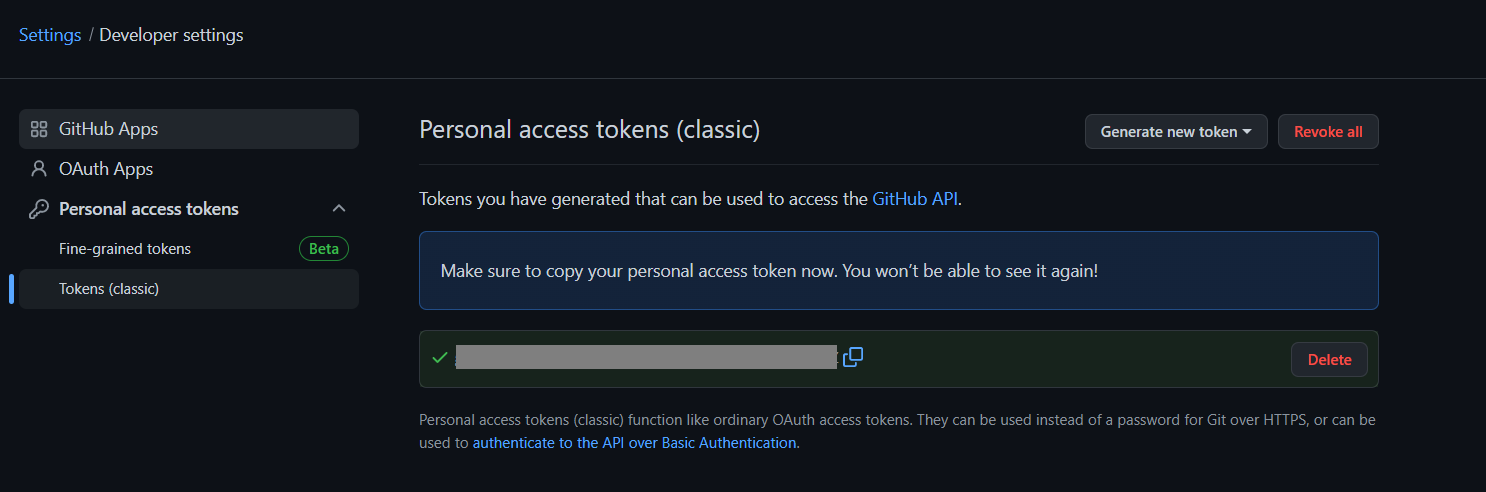 Settings / Developer settings
GitHub Apps
OAuth Apps
Personal access tokens
Fine-grained tokens Beta
Tokens (classic)
Personal access tokens (classic)
Generate new token
Revoke all
Tokens you have generated that can be used to access the GitHub API.
Make sure to copy your personal access token now. You won’t be able to see it again!
Delete
Personal access tokens (classic) function like ordinary OAuth access tokens. They can be used instead of a password for Git over HTTPS, or can be
used to authenticate to the API over Basic Authentication.